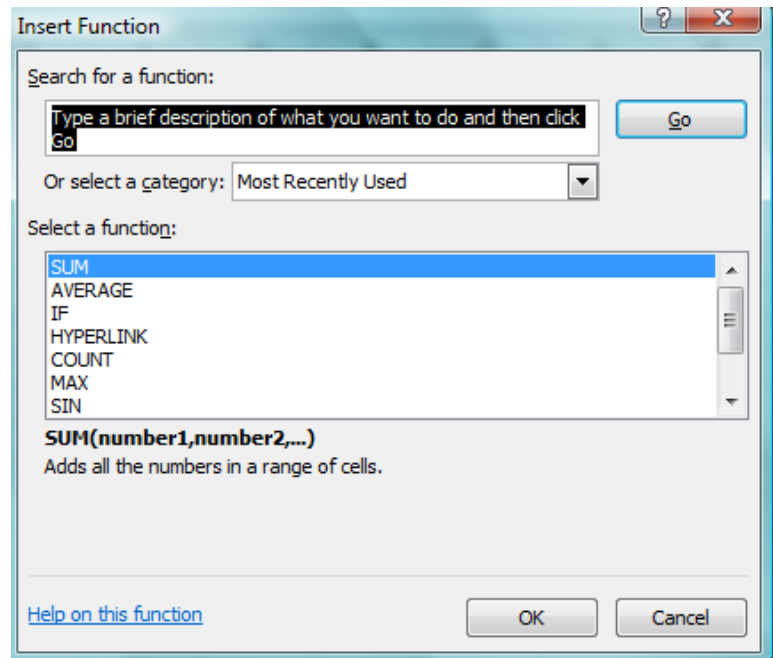 Insert Function
?
Search for a function:
Type a brief description of what you want to do and then click
Go
Go
Or select a category: Most Recently Used
Select a function:
SUM
AVERAGE
IF
HYPERLINK
COUNT
MAX
SIN
SUM(number1,number2,...)
Adds all the numbers in a range of cells.
Help on this function
OK
Cancel